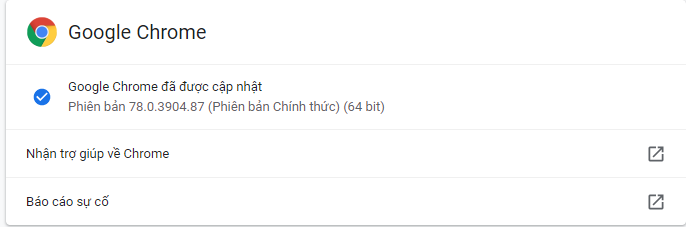 Google Chrome
Google Chrome đã được cập nhật
Phiên bản 78.0.3904.87 (Phiên bản Chính thức) (64 bit)
Nhận trợ giúp về Chrome
Báo cáo sự cố